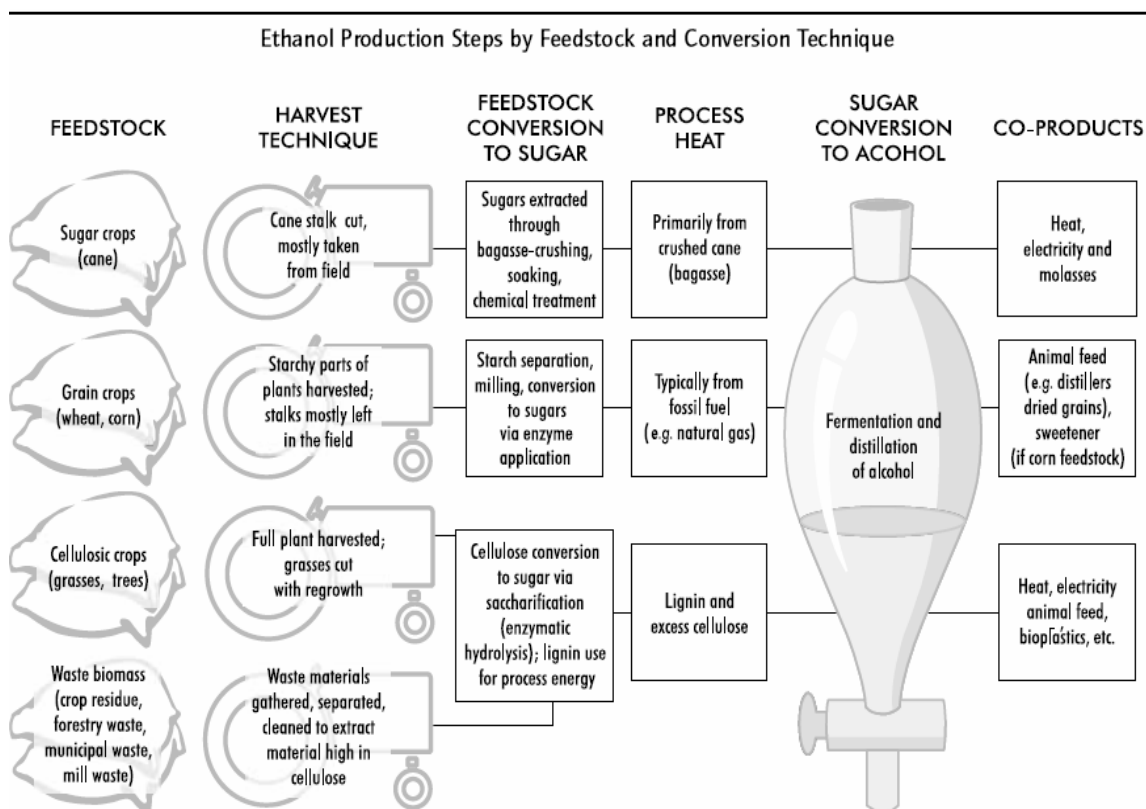 Ethanol Production Steps by Feedstock and Conversion Technique
FEEDSTOCK
HARVEST
TECHNIQUE
FEEDSTOCK
CONVERSION
TO SUGAR
PROCESS
HEAT
SUGAR
CONVERSION
TO ACOHOL
CO-PRODUCTS
Sugar crops
(cane)
Cane stalk cut,
mostly taken
from field
Sugars extracted
through
bagasse-crushing,
soaking,
chemical treatment
Primarily from
crushed cane
(bagasse)
Heat,
electricity and
molasses
Grain crops
(wheat, corn)
Starchy parts of
plants harvested;
stalks mostly left
in the field
Starch separation,
milling, conversion
to sugars
via enzyme
application
Typically from
fossil fuel
(e.g. natural gas)
Fermentation and
distillation
of alcohol
Animal feed
(e.g. distillers
dried grains),
sweetener
(if corn feedstock)
Cellulosic crops
(grasses, trees)
Full plant harvested;
grasses cut
with regrowth
Cellulose conversion
to sugar via
saccharification
(enzymatic
hydrolysis); lignin use
for process energy
Lignin and
excess cellulose
Heat, electricity
animal feed,
bioplastics, etc.
Waste biomass
(crop residue,
forestry waste,
municipal waste,
mill waste)
Waste materials
gathered, separated,
cleaned to extract
material high in
cellulose